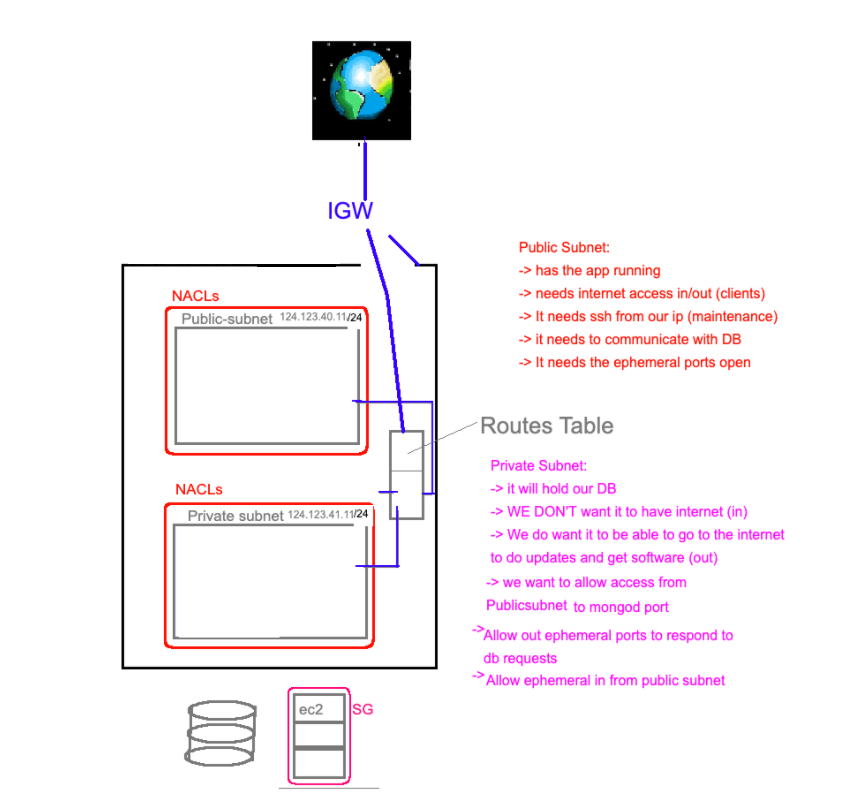 IGW
NACLs
Public-subnet 124.123.40.11/24
Public Subnet:
-> has the app running
-> needs internet access in/out (clients)
-> It needs ssh from our ip (maintenance)
-> it needs to communicate with DB
-> It needs the ephemeral ports open
Routes Table
NACLs
Private subnet 124.123.41.11/24
Private Subnet:
-> it will hold our DB
-> WE DON'T want it to have internet (in)
-> We do want it to be able to go to the internet
to do updates and get software (out)
-> we want to allow access from
Publicsubnet to mongod port
->Allow out ephemeral ports to respond to
db requests
->Allow ephemeral in from public subnet
ec2
SG